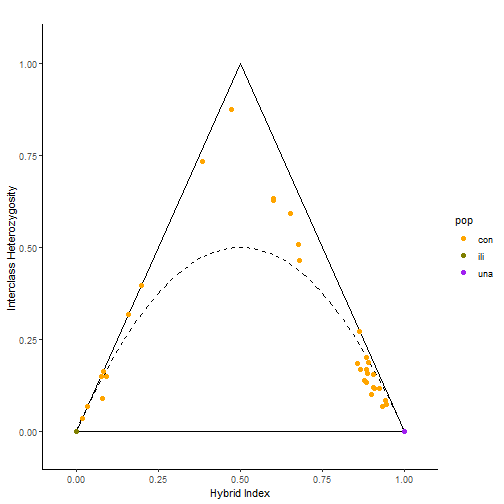 1.00
0.75
0.50
0.25
0.00
Interclass Heterozygosity
0.00 0.25 0.50 0.75 1.00
Hybrid Index
pop
con
ili
una